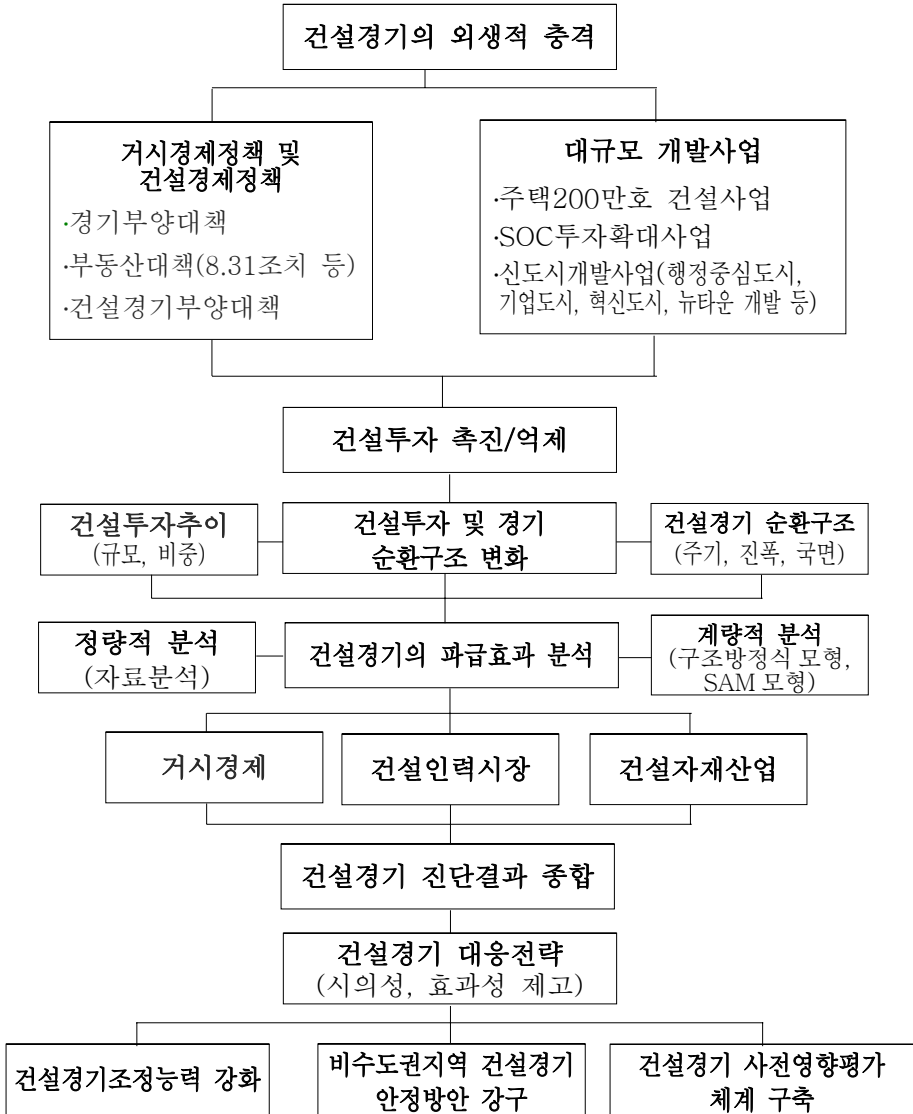 건설경기의 외생적 충격
거시경제정책 및
건설경제정책
·경기부양대책
·부동산대책(8.31조치 등)
·건설경기부양대책
대규모 개발사업
·주택200만호 건설사업
·SOC투자확대사업
·신도시개발사업(행정중심도시,
기업도시, 혁신도시, 뉴타운 개발 등)
건설투자 촉진/억제
건설투자추이
(규모, 비중)
건설투자 및 경기
순환구조 변화
건설경기 순환구조
(주기, 진폭, 국면)
정량적 분석
(자료분석)
건설경기의 파급효과 분석
계량적 분석
(구조방정식 모형,
SAM 모형)
거시경제
건설인력시장
건설자재산업
건설경기 진단결과 종합
건설경기 대응전략
(시의성, 효과성 제고)
건설경기조정능력 강화
비수도권지역 건설경기
안정방안 강구
건설경기 사전영향평가
체계 구축